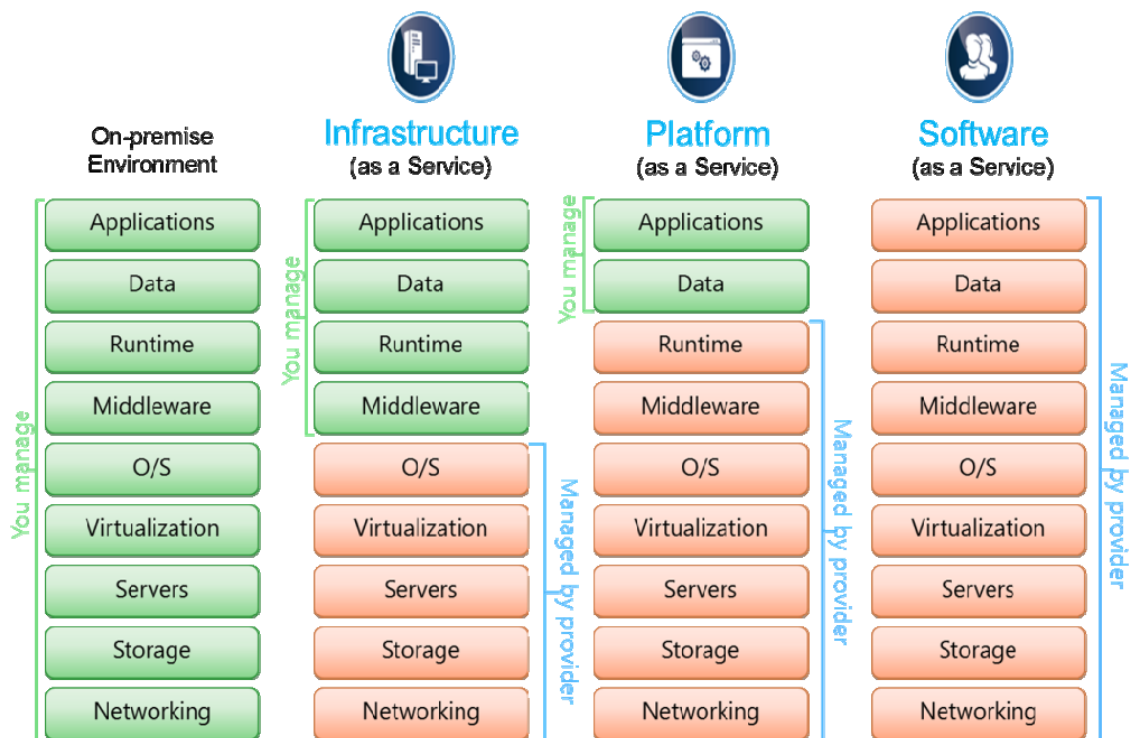 On-premise
Environment
You manage
Applications
Data
Runtime
Middleware
O/S
Virtualization
Servers
Storage
Networking
Infrastructure
(as a Service)
You manage
Applications
Data
Runtime
Middleware
O/S
Virtualization
Servers
Storage
Networking
Managed by provider
Platform
(as a Service)
You manage
Applications
Data
Runtime
Middleware
O/S
Virtualization
Servers
Storage
Networking
Managed by provider
Software
(as a Service)
Applications
Data
Runtime
Middleware
O/S
Virtualization
Servers
Storage
Networking
Managed by provider